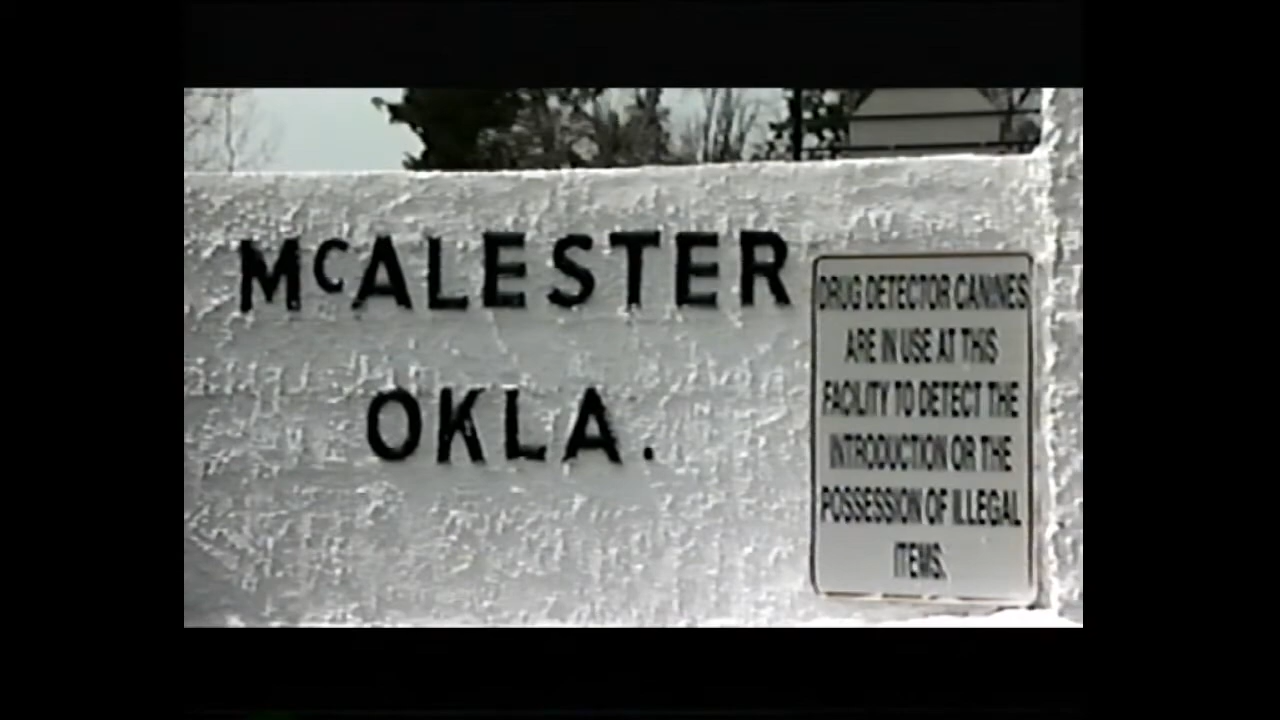 McALESTER
OKLA.
DRUG DETECTOR CANINES
ARE IN USE AT THIS
FACILITY TO DETECT THE
INTRODUCTION OR THE
POSSESSION OF ILLEGAL
ITEMS.